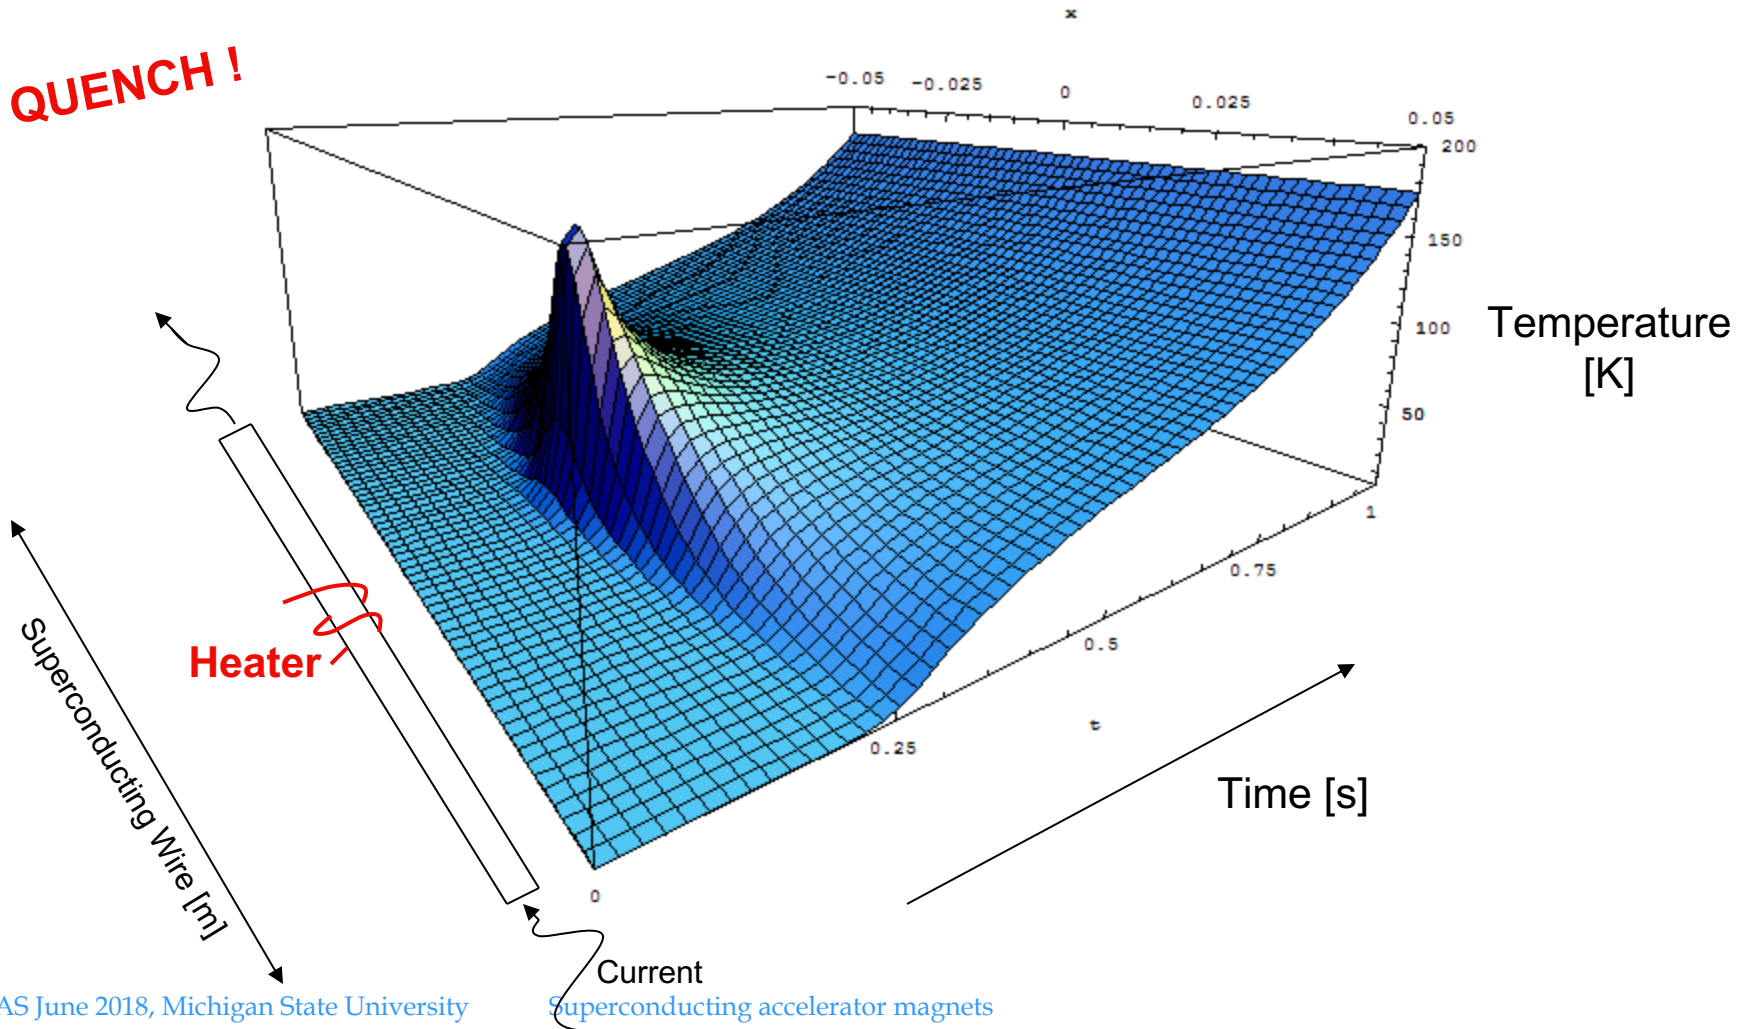 x
QUENCH !
-0.05
-0.025
0
0.025
0.05
200
150
Temperature
[K]
100
50
1
0.75
0.5
Heater
Superconducting Wire [m]
t
0.25
Time [s]
0
Current
AS June 2018, Michigan State University
Superconducting accelerator magnets